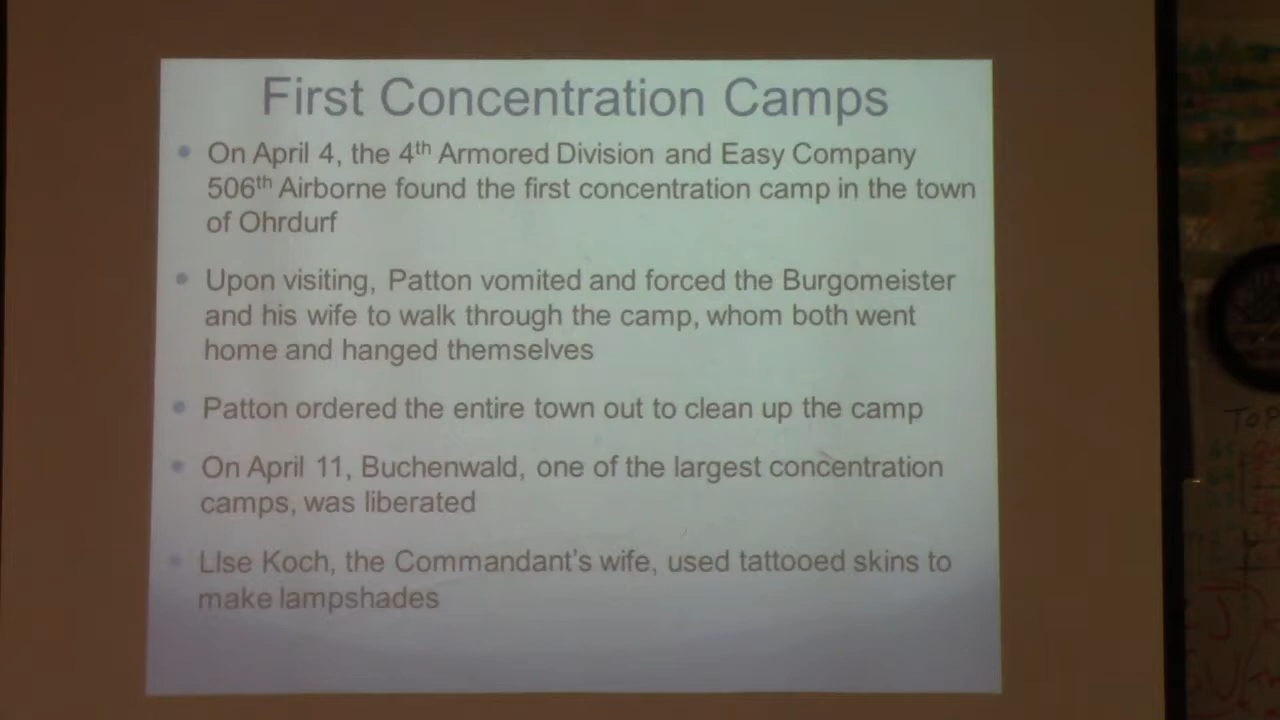 First Concentration Camps
• On April 4, the 4th Armored Division and Easy Company
506th Airborne found the first concentration camp in the town
of Ohrdurf
• Upon visiting, Patton vomited and forced the Burgomeister
and his wife to walk through the camp, whom both went
home and hanged themselves
• Patton ordered the entire town out to clean up the camp
• On April 11, Buchenwald, one of the largest concentration
camps, was liberated
• LIse Koch, the Commandant's wife, used tattooed skins to
make lampshades